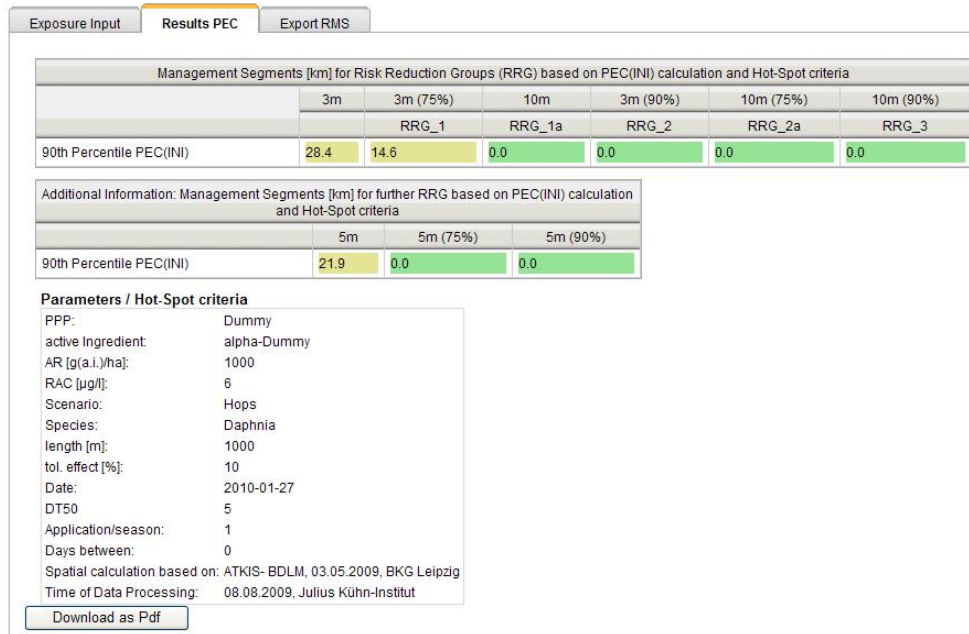 Exposure Input Results PEC Export RMS
Management Segments [km] for Risk Reduction Groups (RRG) based on PEC(INI) calculation and Hot-Spot criteria
3m 3m (75%) 10m 3m (90%) 10m (75%) 10m (90%)
RRG_1 RRG_1a RRG_2 RRG_2a RRG_3
90th Percentile PEC(INI) 28.4 14.6 0.0 0.0 0.0 0.0
Additional Information: Management Segments [km] for further RRG based on PEC(INI) calculation
and Hot-Spot criteria
5m 5m (75%) 5m (90%)
90th Percentile PEC(INI) 21.9 0.0 0.0
Parameters / Hot-Spot criteria
PPP: Dummy
active Ingredient: alpha-Dummy
AR [g(a.i.)/ha]: 1000
RAC [µg/l]: 6
Scenario: Hops
Species: Daphnia
length [m]: 1000
tol. effect [%]: 10
Date: 2010-01-27
DT50 5
Application/season: 1
Days between: 0
Spatial calculation based on: ATKIS- BDLM, 03.05.2009, BKG Leipzig
Time of Data Processing: 08.08.2009, Julius Kühn-Institut
Download as Pdf